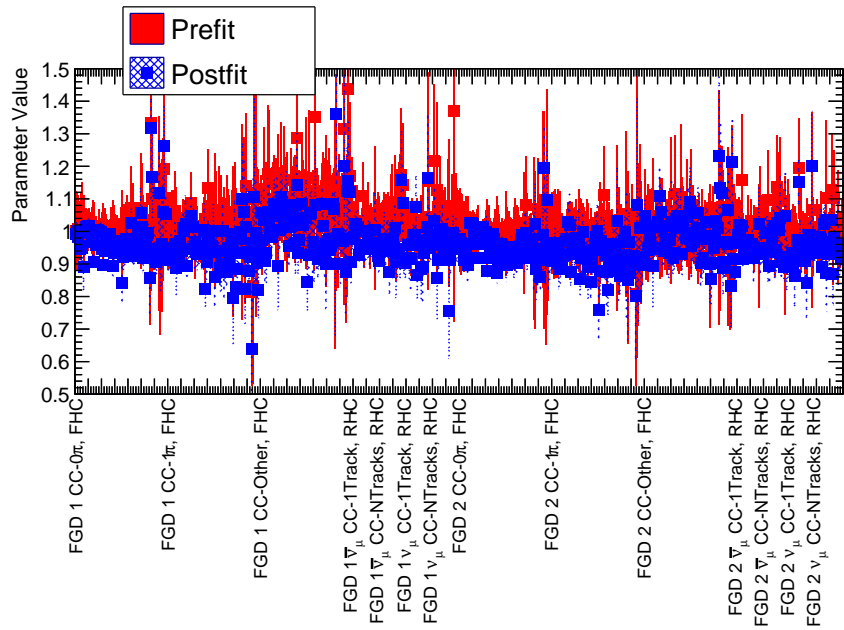 Prefit
Postfit
Parameter Value
1.5
1.4
1.3
1.2
1.1
1
0.9
0.8
0.7
0.6
0.5
FGD 1 CC-0π, FHC
FGD 1 CC-1π, FHC
FGD 1 CC-Other, FHC
FGD 1 ν̅μ CC-1Track, RHC
FGD 1 ν̅μ CC-NTracks, RHC
FGD 1 νμ CC-1Track, RHC
FGD 1 νμ CC-NTracks, RHC
FGD 2 CC-0π, FHC
FGD 2 CC-1π, FHC
FGD 2 CC-Other, FHC
FGD 2 ν̅μ CC-1Track, RHC
FGD 2 ν̅μ CC-NTracks, RHC
FGD 2 νμ CC-1Track, RHC
FGD 2 νμ CC-NTracks, RHC